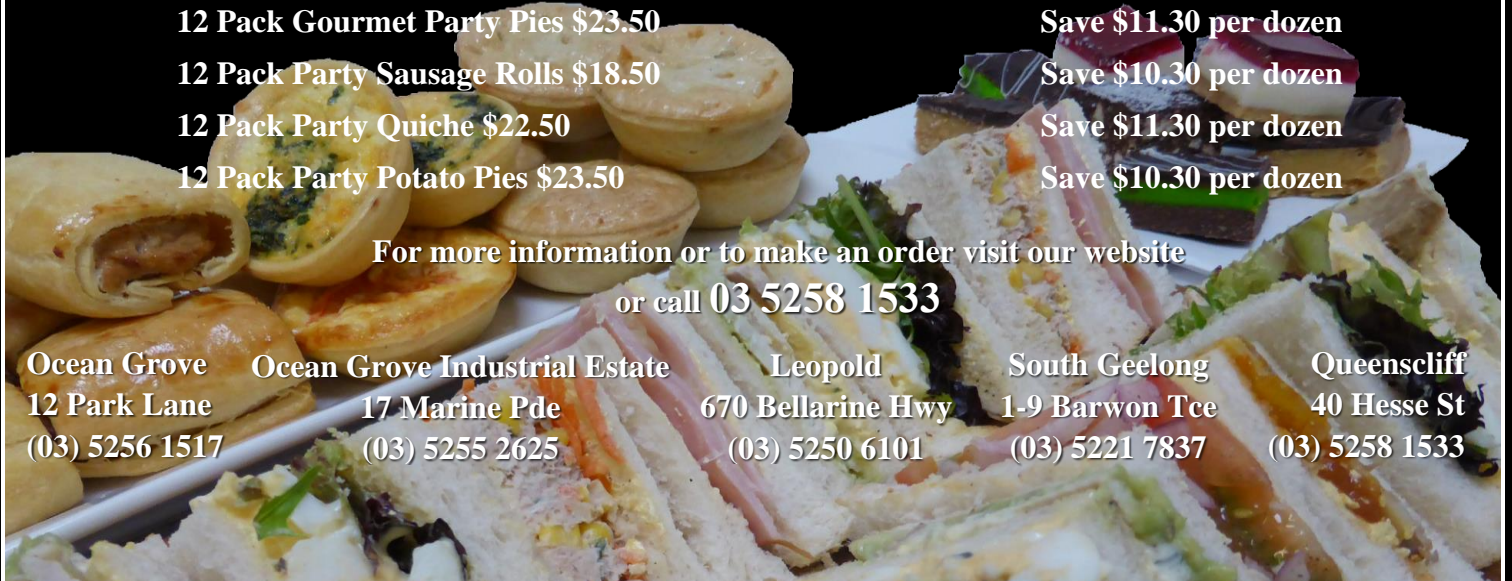 12 Pack Gourmet Party Pies $23.50 Save $11.30 per dozen
12 Pack Party Sausage Rolls $18.50 Save $10.30 per dozen
12 Pack Party Quiche $22.50 Save $11.30 per dozen
12 Pack Party Potato Pies $23.50 Save $10.30 per dozen
For more information or to make an order visit our website
or call 03 5258 1533
Ocean Grove
12 Park Lane
(03) 5256 1517
Ocean Grove Industrial Estate
17 Marine Pde
(03) 5255 2625
Leopold
670 Bellarine Hwy
(03) 5250 6101
South Geelong
1-9 Barwon Tce
(03) 5221 7837
Queenscliff
40 Hesse St
(03) 5258 1533